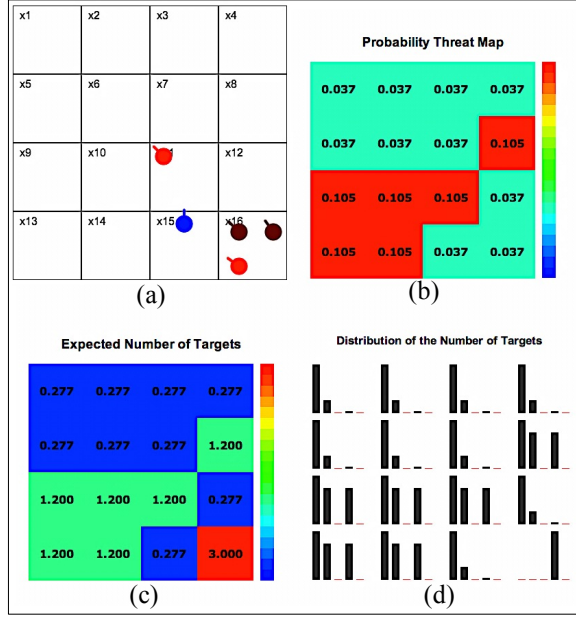 x1 x2 x3 x4
x5 x6 x7 x8
x9 x10 x12
x13 x14 x15 x16
(a)
Probability Threat Map
0.037 0.037 0.037 0.037
0.037 0.037 0.037 0.105
0.105 0.105 0.105 0.037
0.105 0.105 0.037 0.037
(b)
Expected Number of Targets
0.277 0.277 0.277 0.277
0.277 0.277 0.277 1.200
1.200 1.200 1.200 0.277
1.200 1.200 0.277 3.000
(c)
Distribution of the Number of Targets
(d)